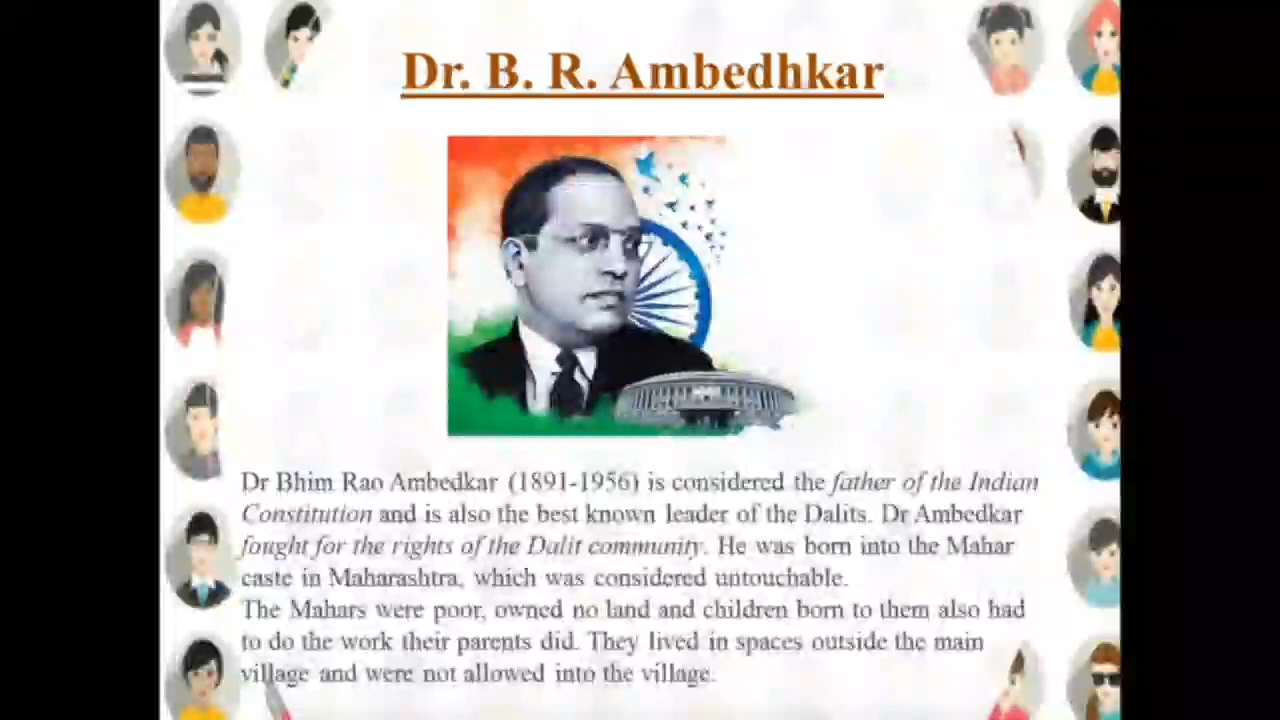 Dr. B. R. Ambedhkar
Dr Bhim Rao Ambedkar (1891-1956) is considered the father of the Indian
Constitution and is also the best known leader of the Dalits. Dr Ambedkar
fought for the rights of the Dalit community. He was born into the Mahar
caste in Maharashtra, which was considered untouchable.
The Mahars were poor, owned no land and children born to them also had
to do the work their parents did. They lived in spaces outside the main
village and were not allowed into the village.